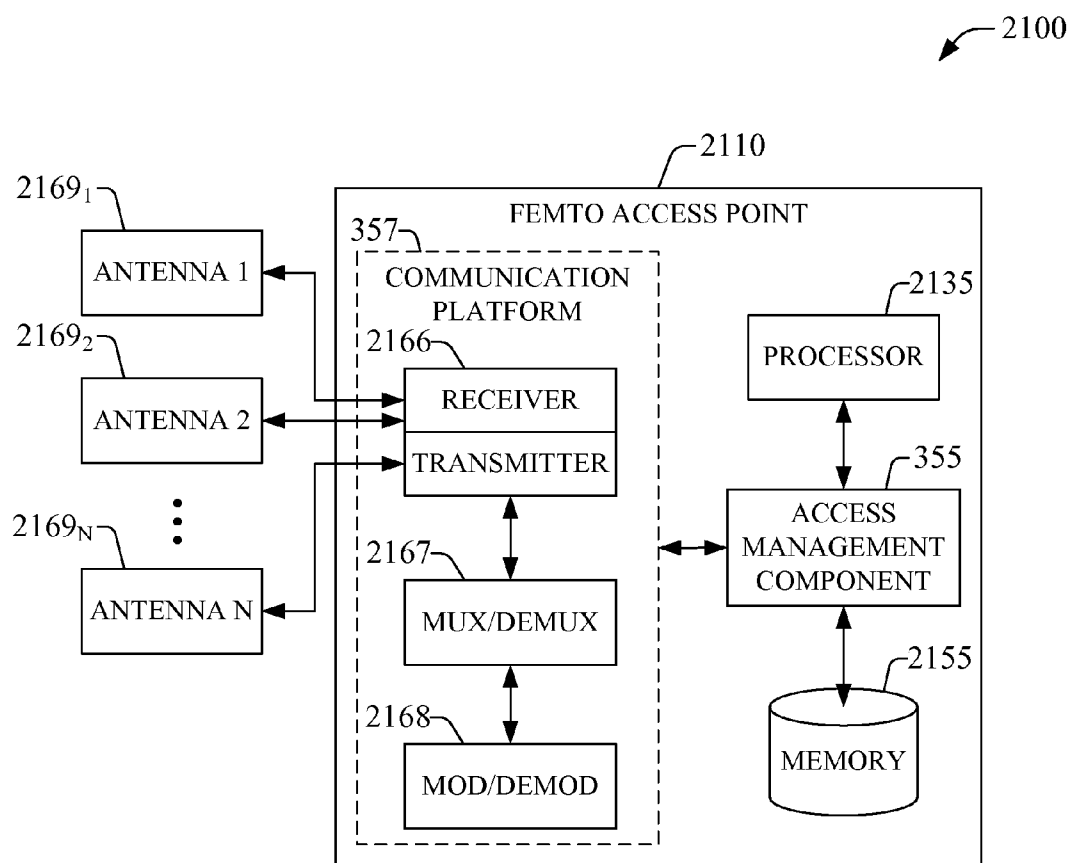 2100
2110
2169₁
ANTENNA 1
2169₂
ANTENNA 2
2169N
ANTENNA N
FEMTO ACCESS POINT
357
COMMUNICATION
PLATFORM
2166
RECEIVER
TRANSMITTER
2167
MUX/DEMUX
2168
MOD/DEMOD
2135
PROCESSOR
355
ACCESS
MANAGEMENT
COMPONENT
2155
MEMORY